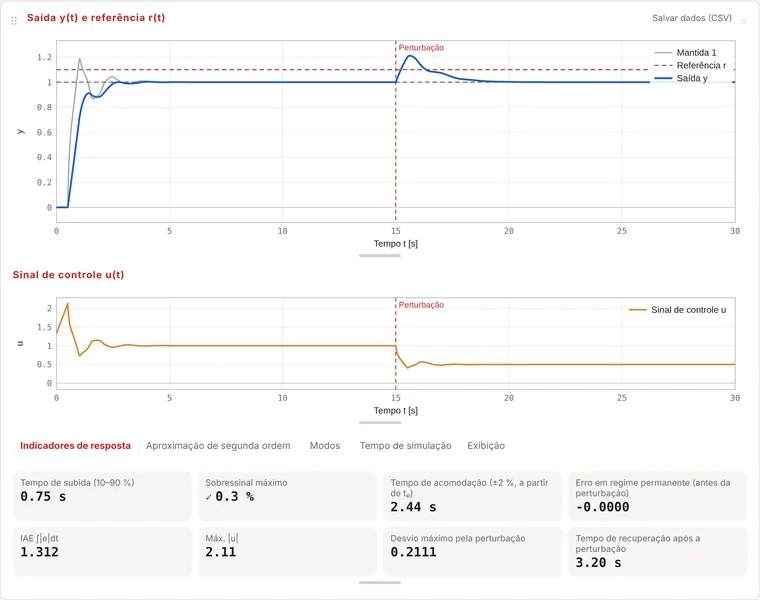 Saída y(t) e referência r(t)
Salvar dados (CSV) ×
Perturbação
Mantida 1
Referência r
Saída y
1.2
1
0.8
0.6
0.4
0.2
0
y
0 5 10 15 20 25 30
Tempo t [s]
Sinal de controle u(t)
Perturbação
Sinal de controle u
2
1.5
1
0.5
0
u
0 5 10 15 20 25 30
Tempo t [s]
Indicadores de resposta Aproximação de segunda ordem Modos Tempo de simulação Exibição
Tempo de subida (10–90 %)
0.75 s
Sobressinal máximo
✓ 0.3 %
Tempo de acomodação (±2 %, a partir
de t₀)
2.44 s
Erro em regime permanente (antes da
perturbação)
-0.0000
IAE ∫|e|dt
1.312
Máx. |u|
2.11
Desvio máximo pela perturbação
0.2111
Tempo de recuperação após a
perturbação
3.20 s